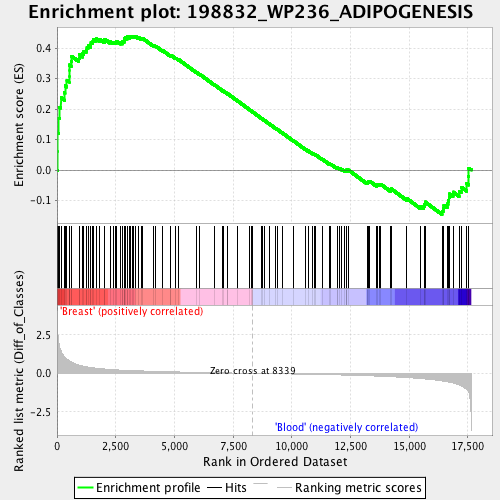 Enrichment plot: 198832_WP236_ADIPOGENESIS
Enrichment score (ES)
0.4
0.3
0.2
0.1
0.0
-0.1
'Breast' (positively correlated)
Ranked list metric (Diff_of_Classes)
2.5
0.0
-2.5
Zero cross at 8339
'Blood' (negatively correlated)
0 2,500 5,000 7,500 10,000 12,500 15,000 17,500
Rank in Ordered Dataset
Enrichment profile Hits Ranking metric scores